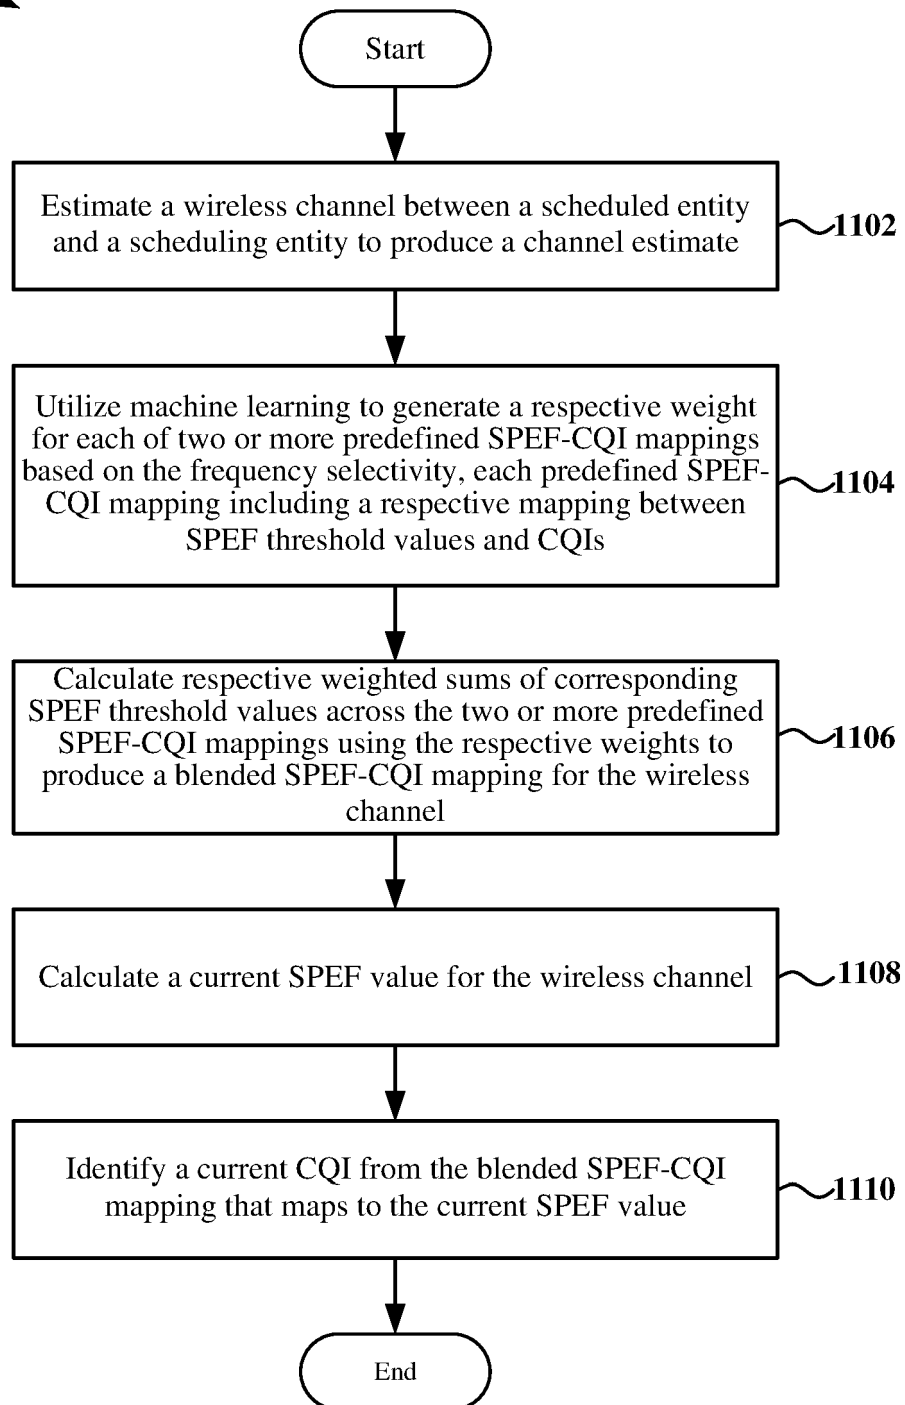 Start
Estimate a wireless channel between a scheduled entity
and a scheduling entity to produce a channel estimate
1102
Utilize machine learning to generate a respective weight
for each of two or more predefined SPEF-CQI mappings
based on the frequency selectivity, each predefined SPEF-
CQI mapping including a respective mapping between
SPEF threshold values and CQIs
1104
Calculate respective weighted sums of corresponding
SPEF threshold values across the two or more predefined
SPEF-CQI mappings using the respective weights to
produce a blended SPEF-CQI mapping for the wireless
channel
1106
Calculate a current SPEF value for the wireless channel
1108
Identify a current CQI from the blended SPEF-CQI
mapping that maps to the current SPEF value
1110
End